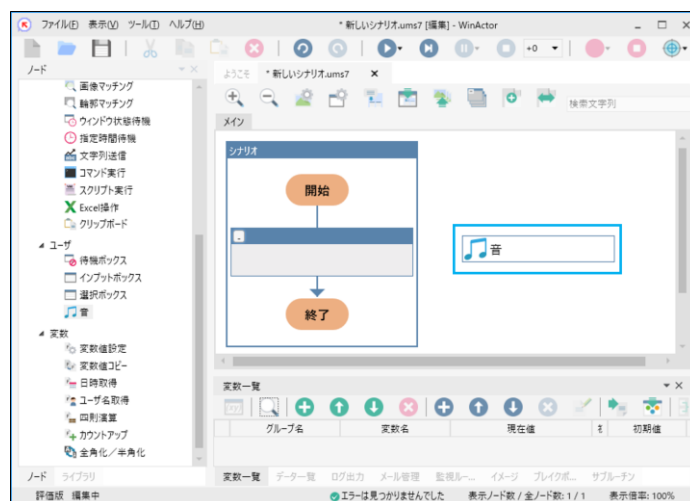 ファイル(F) 表示(V) ツール(T) ヘルプ(H)
* 新しいシナリオ.ums7 [編集] - WinActor
+0
ノード
画像マッチング
輪郭マッチング
ウィンドウ状態待機
指定時間待機
文字列送信
コマンド実行
スクリプト実行
Excel操作
クリップボード
ユーザ
待機ボックス
インプットボックス
選択ボックス
音
変数
変数値設定
変数値コピー
日時取得
ユーザ名取得
四則演算
カウントアップ
全角化/半角化
ノード ライブラリ
ようこそ * 新しいシナリオ.ums7
検索文字列
メイン
シナリオ
開始
終了
音
変数一覧
グループ名 変数名 現在値 初期値
変数一覧 データ一覧 ログ出力 メール管理 監視ルー... イメージ ブレイクポ... サブルーチン
評価版 編集中 エラーは見つかりませんでした 表示ノード数 / 全ノード数: 1 / 1 表示倍率: 100%